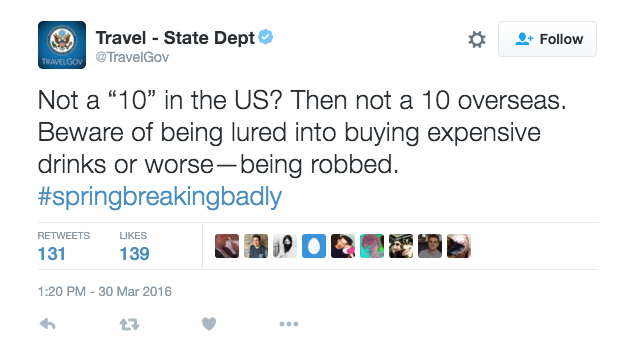 Travel - State Dept
@TravelGov
Follow
TRAVELGOV
Not a “10” in the US? Then not a 10 overseas.
Beware of being lured into buying expensive
drinks or worse—being robbed.
#springbreakingbadly
RETWEETS LIKES
131 139
1:20 PM - 30 Mar 2016